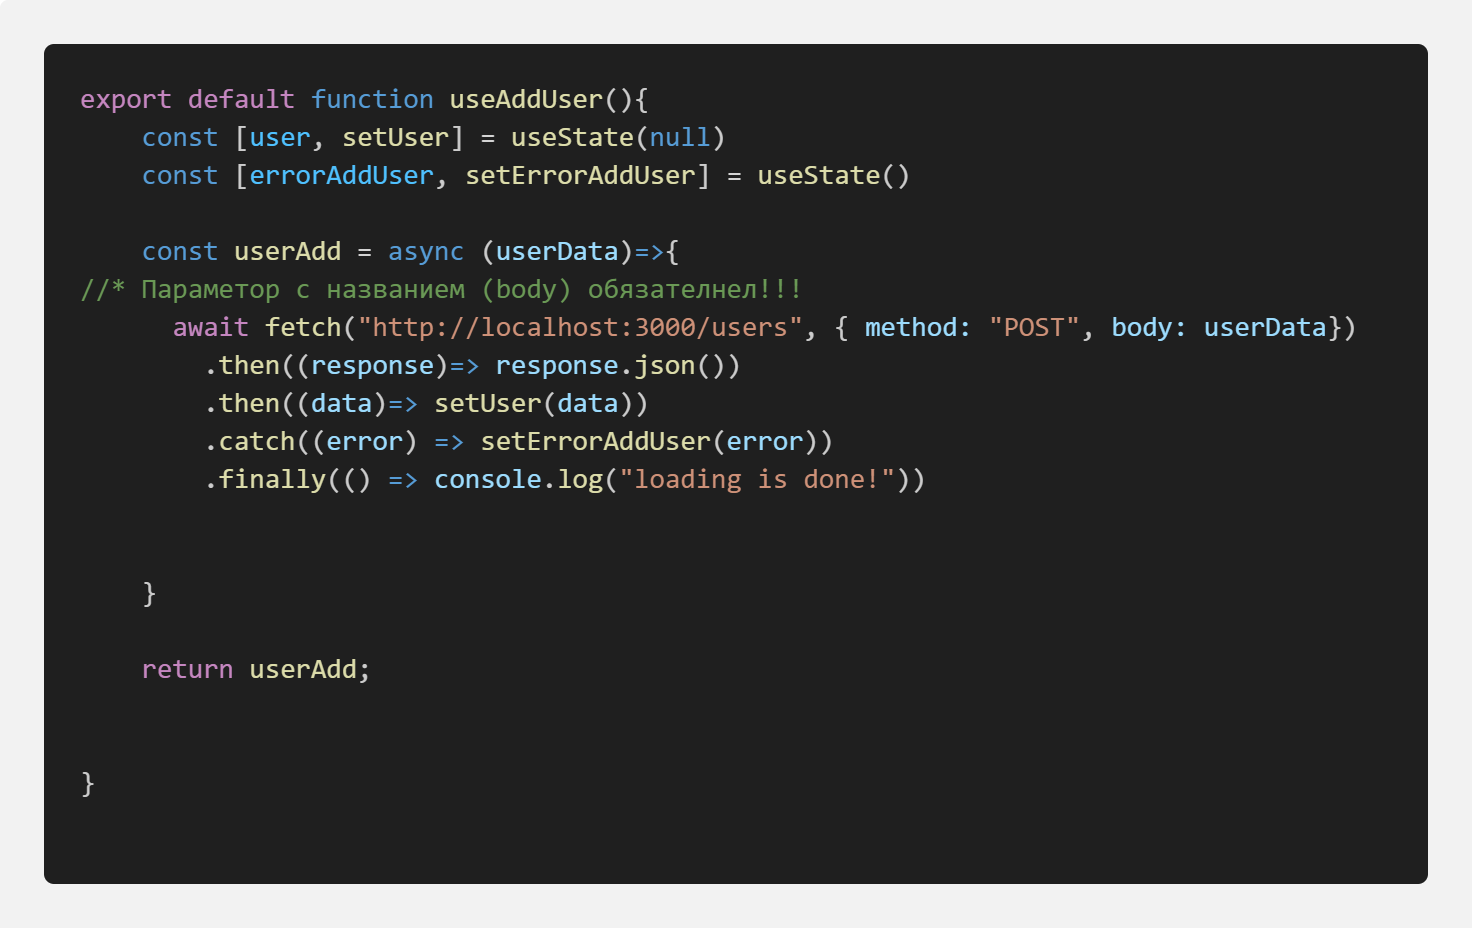 export default function useAddUser(){
const [user, setUser] = useState(null)
const [errorAddUser, setErrorAddUser] = useState()
const userAdd = async (userData)=>{
//* Параметор с названием (body) обязателнел!!!
await fetch("http://localhost:3000/users", { method: "POST", body: userData})
.then((response)=> response.json())
.then((data)=> setUser(data))
.catch((error) => setErrorAddUser(error))
.finally(() => console.log("loading is done!"))
}
return userAdd;
}